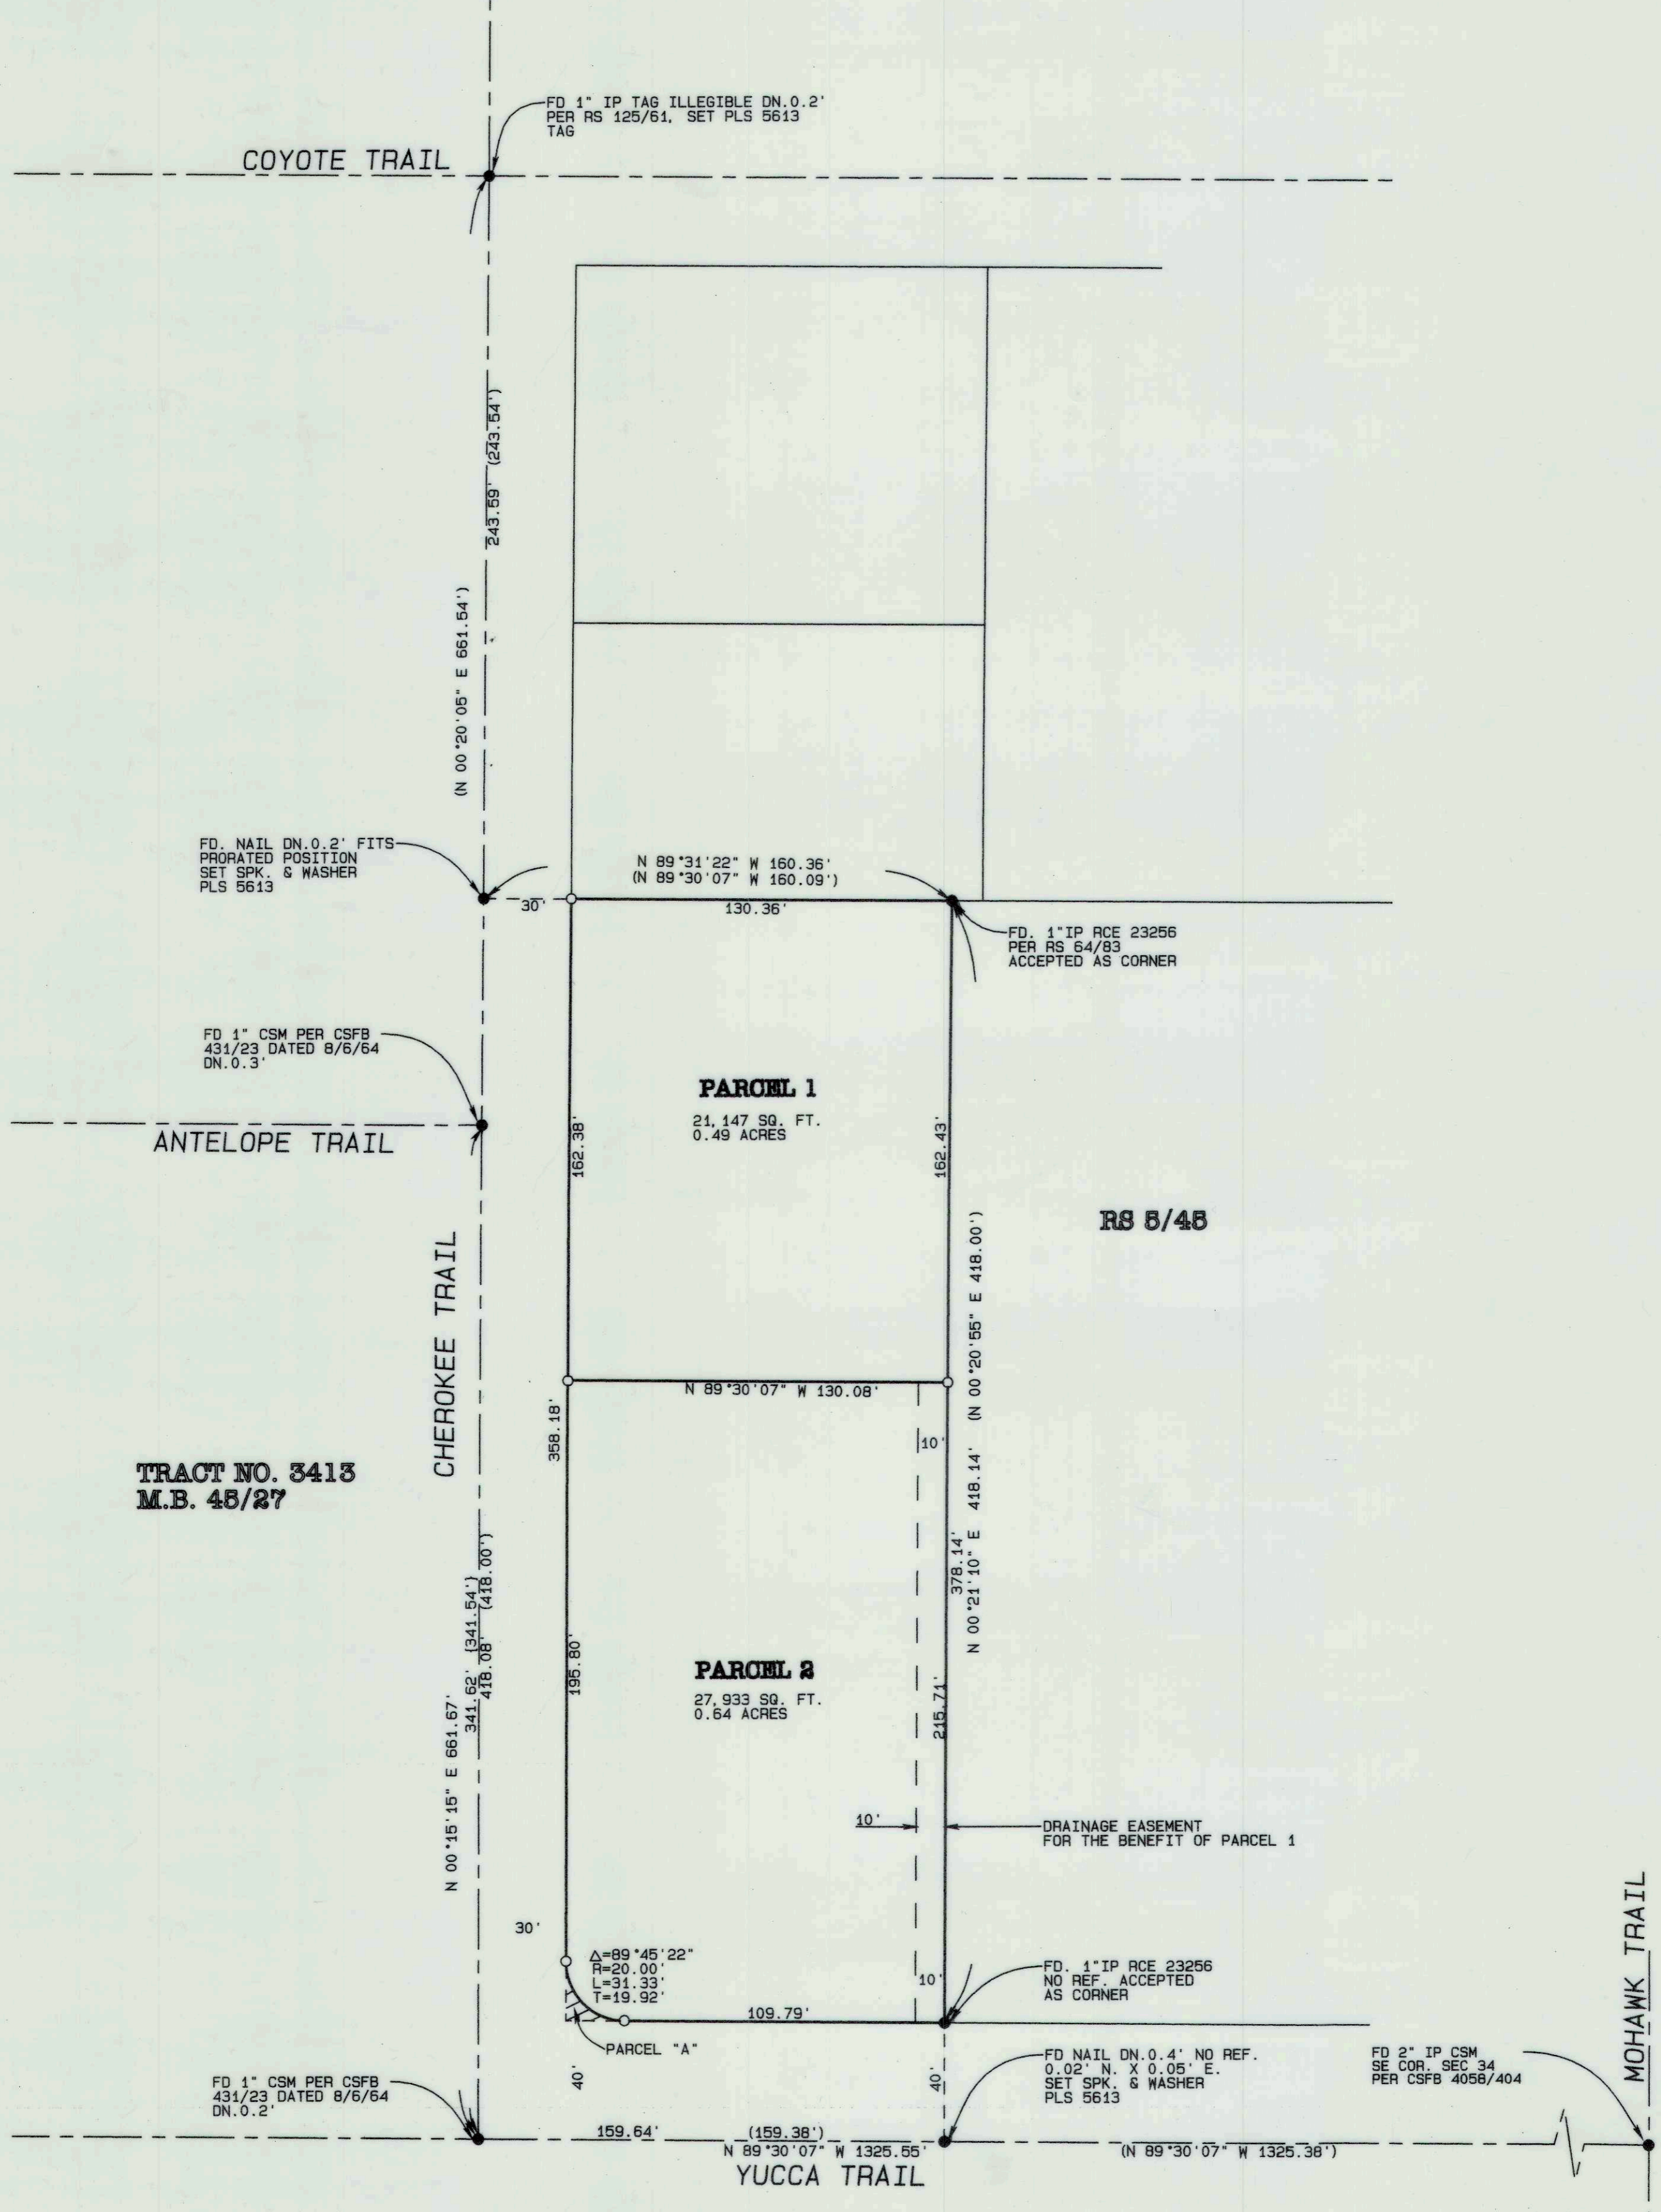 FD 1" IP TAG ILLEGIBLE DN.0.2'
PER RS 125/61, SET PLS 5613
TAG
COYOTE TRAIL
243.59' (243.54')
(N 00°20'05" E 661.54')
FD. NAIL DN.0.2' FITS
PRORATED POSITION
SET SPK. & WASHER
PLS 5613
N 89°31'22" W 160.36'
(N 89°30'07" W 160.09')
30'
130.36'
FD. 1"IP RCE 23256
PER RS 64/83
ACCEPTED AS CORNER
FD 1" CSM PER CSFB
431/23 DATED 8/6/64
DN.0.3'
ANTELOPE TRAIL
PARCEL 1
21,147 SQ. FT.
0.49 ACRES
162.38'
162.43'
RS 5/45
CHEROKEE TRAIL
N 89°30'07" W 130.08'
358.18'
10'
N 00°21'10" E 418.14' (N 00°20'55" E 418.00')
378.14'
TRACT NO. 3413
M.B. 45/27
341.62' (341.54')
418.08' (418.00')
N 00°15'15" E 661.67'
195.80'
PARCEL 2
27,933 SQ. FT.
0.64 ACRES
215.71'
10'
DRAINAGE EASEMENT
FOR THE BENEFIT OF PARCEL 1
30'
Δ=89°45'22"
R=20.00'
L=31.33'
T=19.92'
10'
FD. 1"IP RCE 23256
NO REF. ACCEPTED
AS CORNER
109.79'
PARCEL "A"
40'
40'
FD NAIL DN.0.4' NO REF.
0.02' N. X 0.05' E.
SET SPK. & WASHER
PLS 5613
FD 2" IP CSM
SE COR. SEC 34
PER CSFB 4058/404
MOHAWK TRAIL
FD 1" CSM PER CSFB
431/23 DATED 8/6/64
DN.0.2'
159.64' (159.38')
N 89°30'07" W 1325.55' (N 89°30'07" W 1325.38')
YUCCA TRAIL